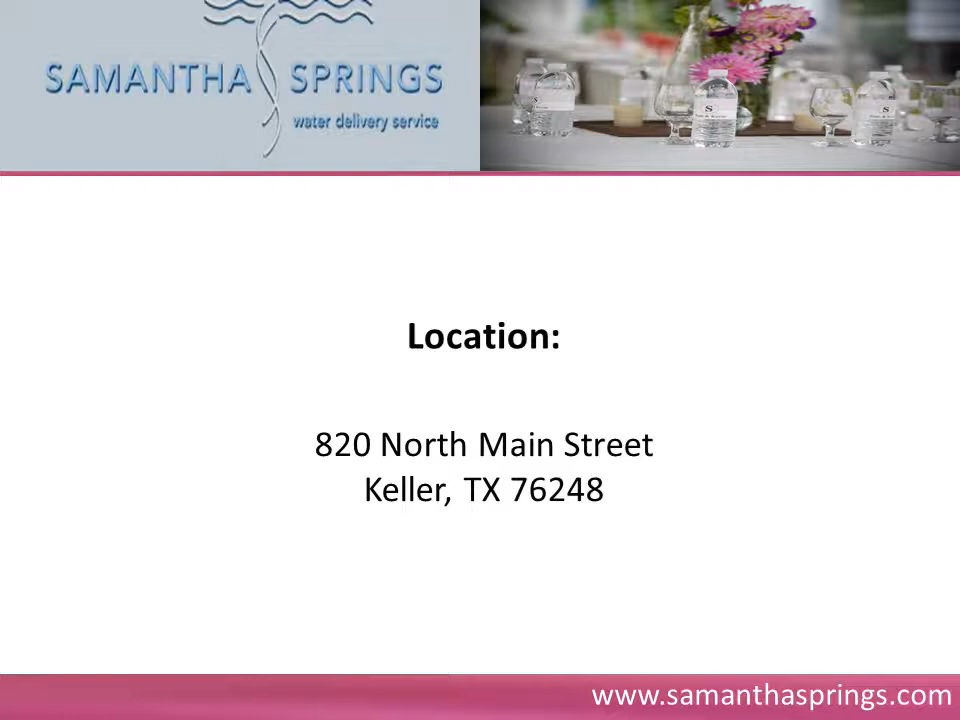 SAMANTHA SPRINGS
water delivery service
Location:
820 North Main Street
Keller, TX 76248
www.samanthasprings.com